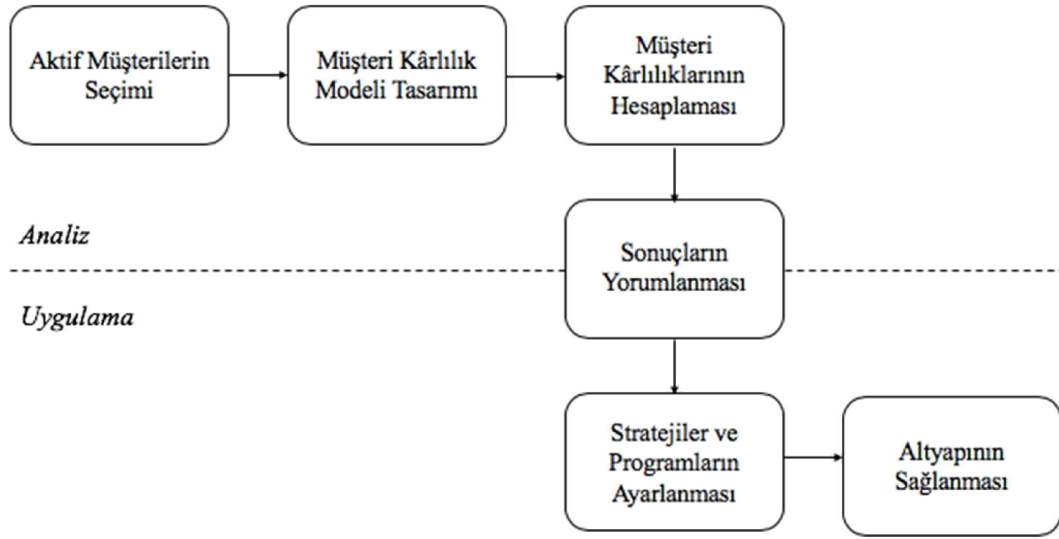 Aktif Müşterilerin
Seçimi
Müşteri Kârlılık
Modeli Tasarımı
Müşteri
Kârlılıklarının
Hesaplaması
Analiz
Sonuçların
Yorumlanması
Uygulama
Stratejiler ve
Programların
Ayarlanması
Altyapının
Sağlanması